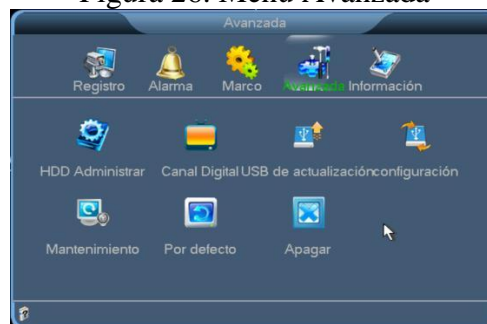 Figura 28. Menú Avanzada
Avanzada
Registro Alarma Marco Avanzada Información
HDD Administrar Canal Digital USB de actualización configuración
Mantenimiento Por defecto Apagar